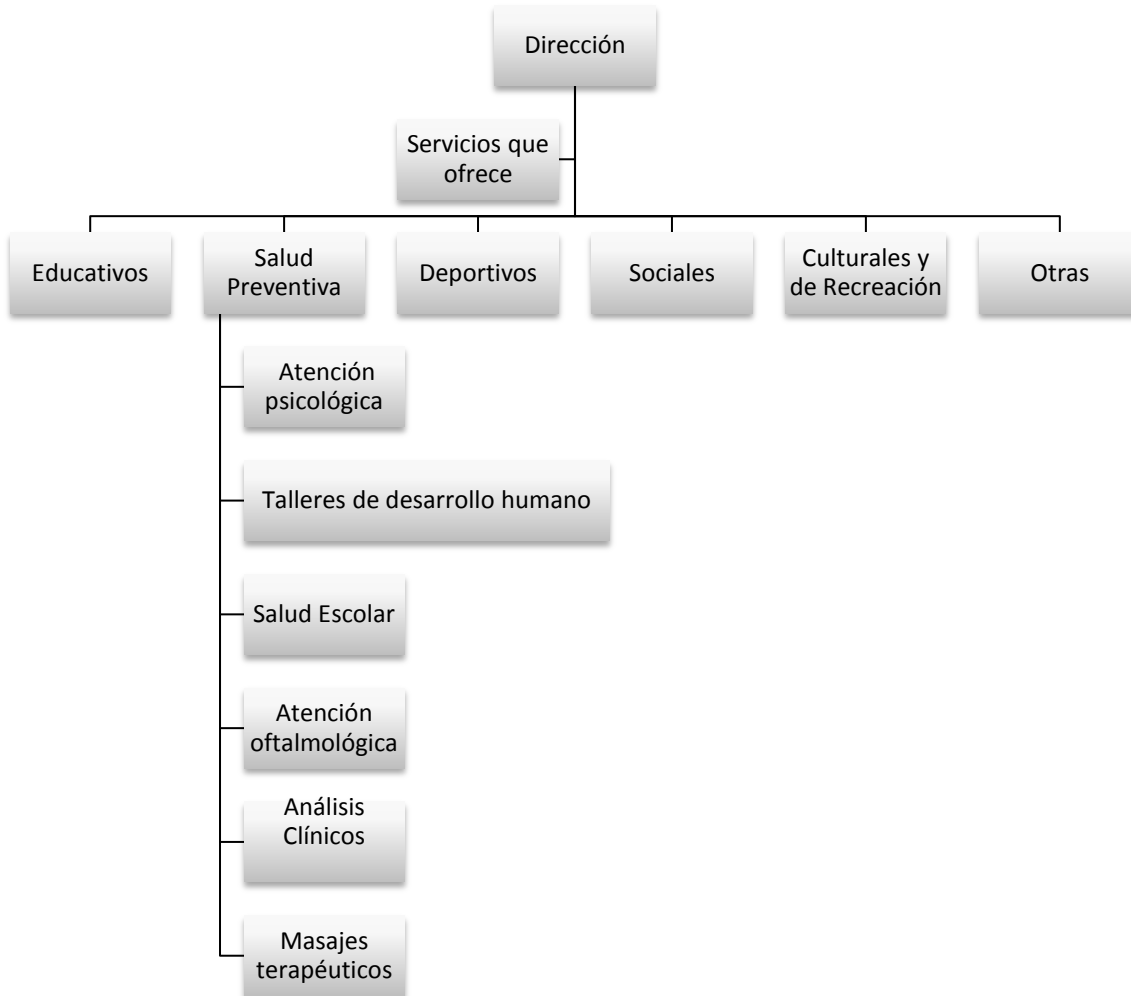 Dirección
Servicios que
ofrece
Educativos
Salud
Preventiva
Deportivos
Sociales
Culturales y
de Recreación
Otras
Atención
psicológica
Talleres de desarrollo humano
Salud Escolar
Atención
oftalmológica
Análisis
Clínicos
Masajes
terapéuticos